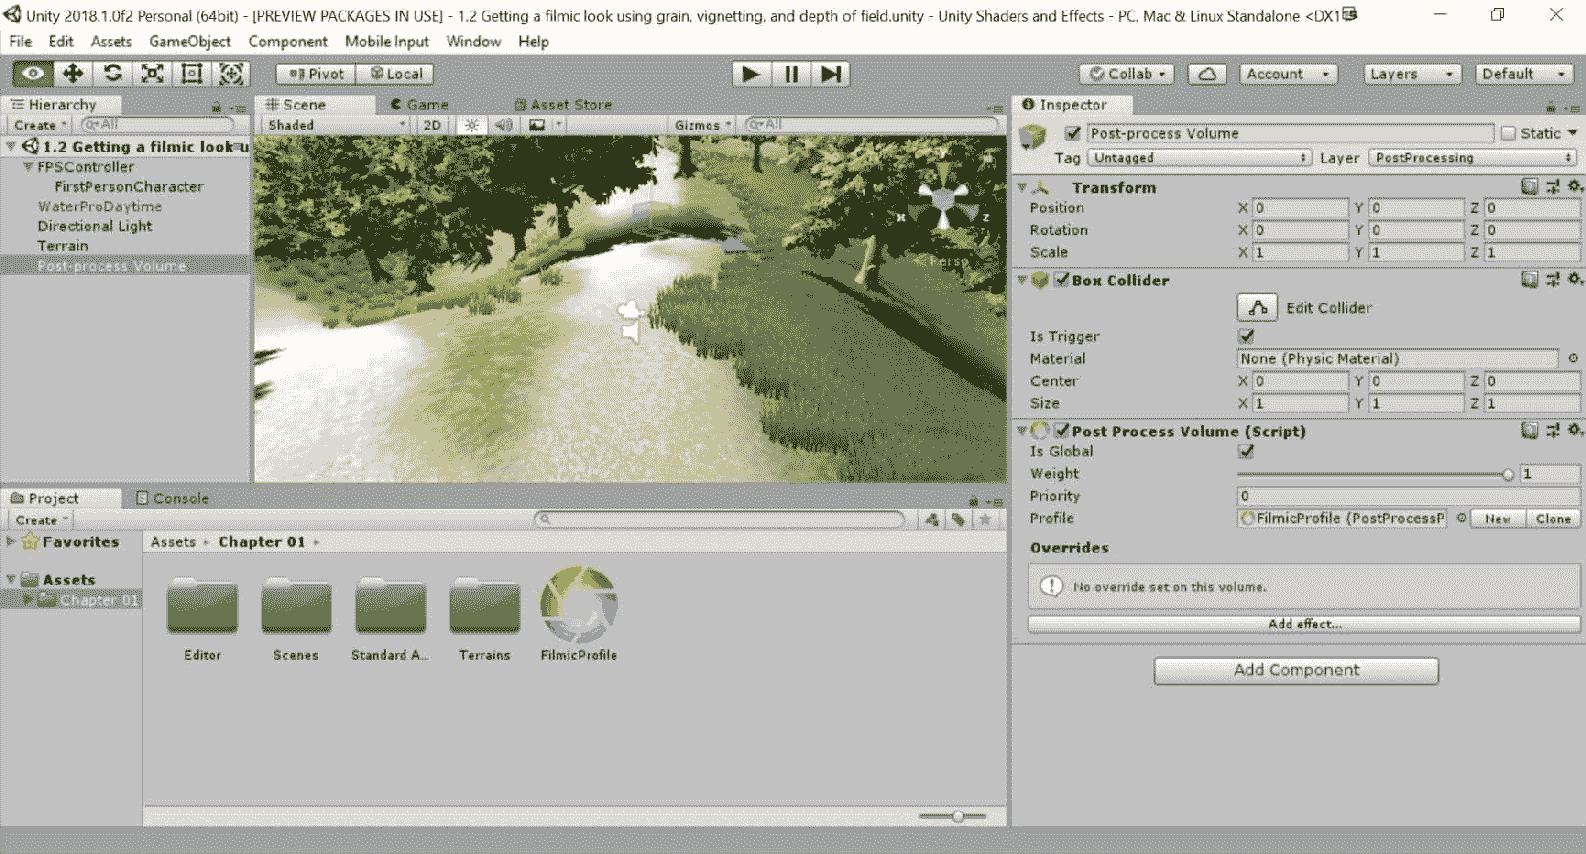 Unity 2018.1.0f2 Personal (64bit) - [PREVIEW PACKAGES IN USE] - 1.2 Getting a filmic look using grain, vignetting, and depth of field.unity - Unity Shaders and Effects - PC, Mac & Linux Standalone <DX1
File Edit Assets GameObject Component Mobile Input Window Help
Pivot Local Collab Account Layers Default
Hierarchy
Create All
1.2 Getting a filmic look
FPSController
FirstPersonCharacter
WaterProDaytime
Directional Light
Terrain
Post-process Volume
Scene Game Asset Store
Shaded 2D Gizmos All
Y
X
Z
Persp
Project Console
Create
Favorites
Assets
Chapter 01
Assets Chapter 01
Editor Scenes Standard A... Terrains FilmicProfile
Inspector
Post-process Volume Static
Tag Untagged Layer PostProcessing
Transform
Position X 0 Y 0 Z 0
Rotation X 0 Y 0 Z 0
Scale X 1 Y 1 Z 1
Box Collider
Edit Collider
Is Trigger
Material None (Physic Material)
Center X 0 Y 0 Z 0
Size X 1 Y 1 Z 1
Post Process Volume (Script)
Is Global
Weight 1
Priority 0
Profile FilmicProfile (PostProcessP New Clone
Overrides
No override set on this volume.
Add effect...
Add Component